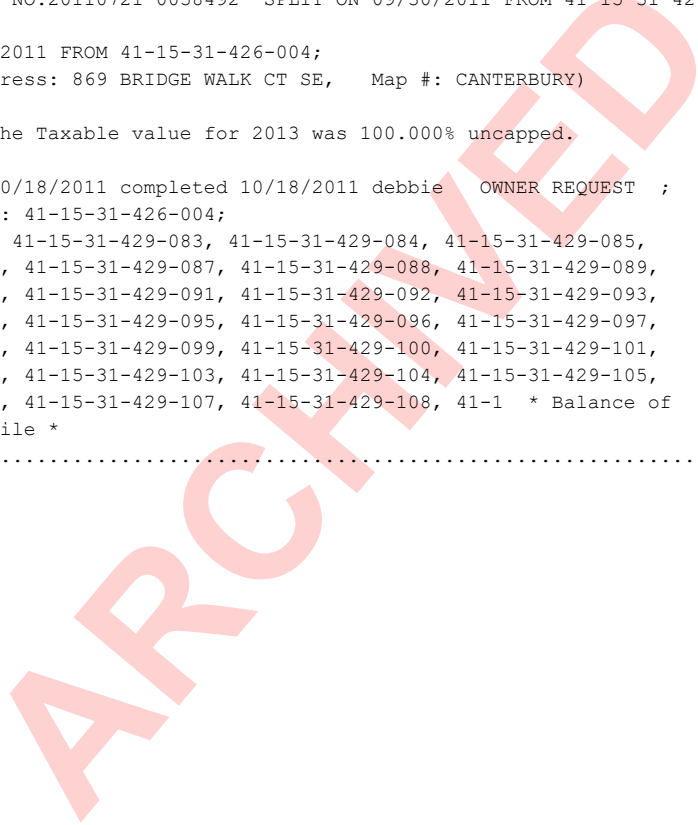 NO.20110721-0058492 SPLIT ON 09/30/2011 FROM 41-15-31-42
2011 FROM 41-15-31-426-004;
ress: 869 BRIDGE WALK CT SE, Map #: CANTERBURY)
he Taxable value for 2013 was 100.000% uncapped.
0/18/2011 completed 10/18/2011 debbie OWNER REQUEST ;
: 41-15-31-426-004;
41-15-31-429-083, 41-15-31-429-084, 41-15-31-429-085,
, 41-15-31-429-087, 41-15-31-429-088, 41-15-31-429-089,
, 41-15-31-429-091, 41-15-31-429-092, 41-15-31-429-093,
, 41-15-31-429-095, 41-15-31-429-096, 41-15-31-429-097,
, 41-15-31-429-099, 41-15-31-429-100, 41-15-31-429-101,
, 41-15-31-429-103, 41-15-31-429-104, 41-15-31-429-105,
, 41-15-31-429-107, 41-15-31-429-108, 41-1 * Balance of
ile *
.........................................................
ARCHIVED